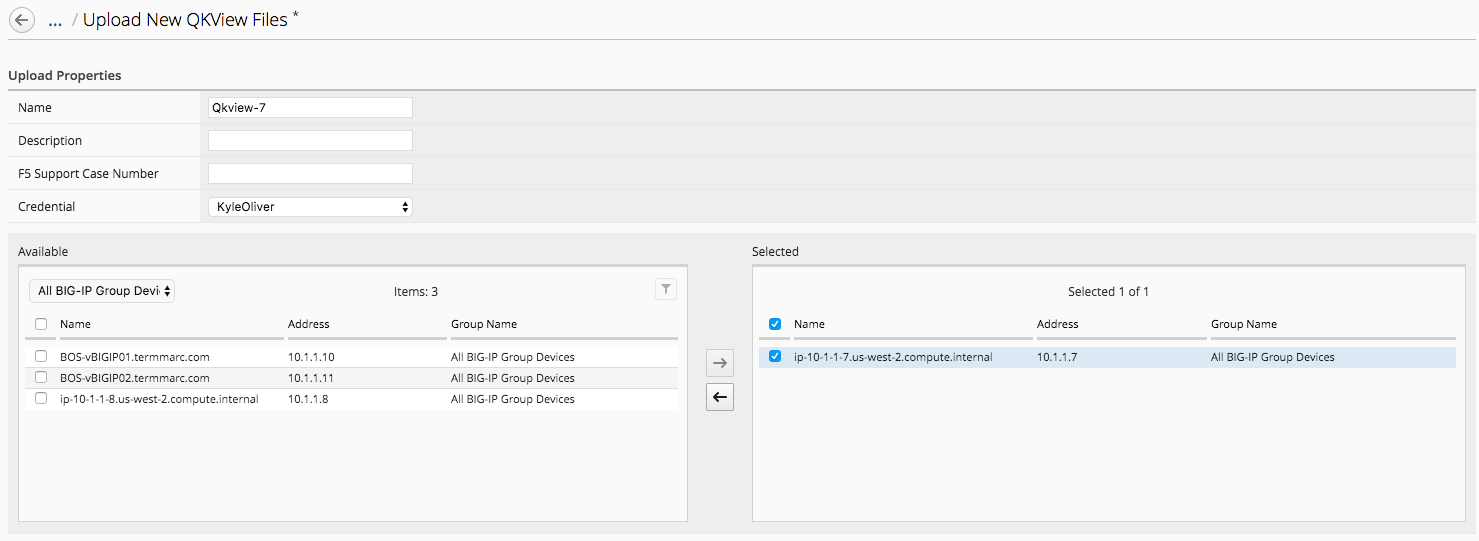 ... / Upload New QKView Files *
Upload Properties
Name Qkview-7
Description
F5 Support Case Number
Credential KyleOliver
Available Selected
All BIG-IP Group Devi Items: 3 Selected 1 of 1
Name Address Group Name Name Address Group Name
BOS-vBIGIP01.termmarc.com 10.1.1.10 All BIG-IP Group Devices ip-10-1-1-7.us-west-2.compute.internal 10.1.1.7 All BIG-IP Group Devices
BOS-vBIGIP02.termmarc.com 10.1.1.11 All BIG-IP Group Devices
ip-10-1-1-8.us-west-2.compute.internal 10.1.1.8 All BIG-IP Group Devices